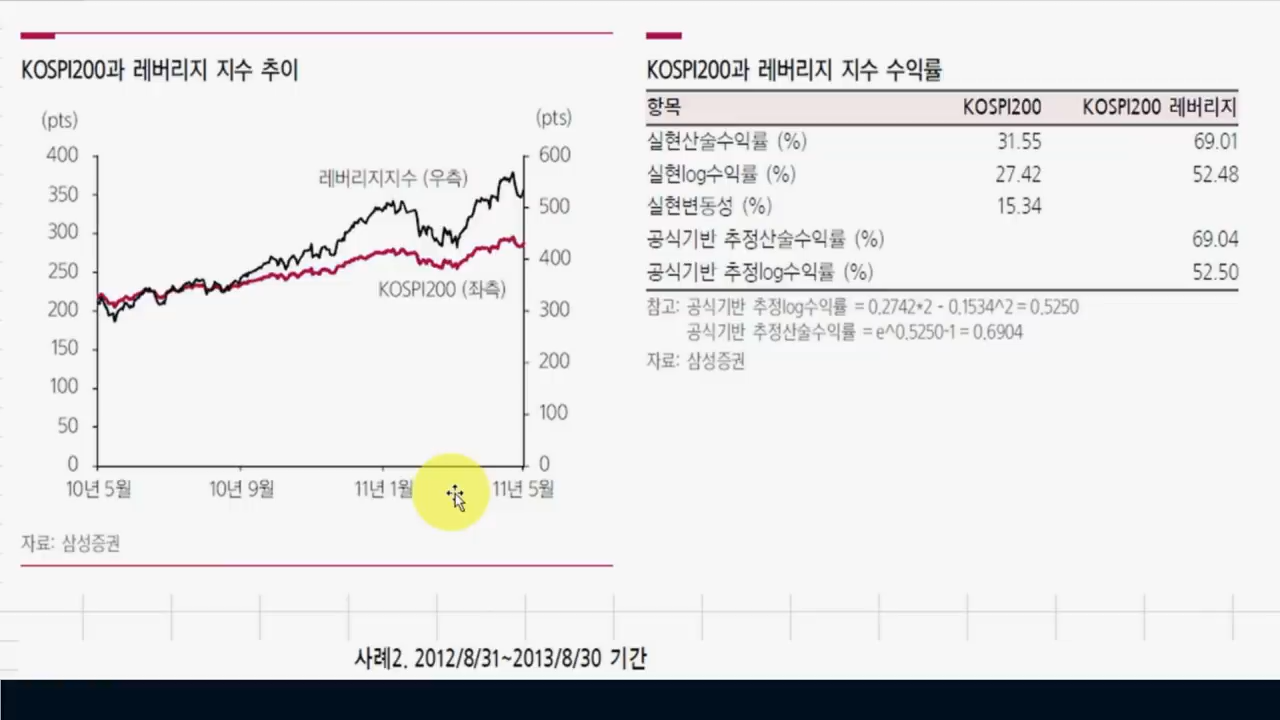 KOSPI200과 레버리지 지수 추이
(pts)
(pts)
400
350
300
250
200
150
100
50
0
600
500
400
300
200
100
0
레버리지지수 (우측)
KOSPI200 (좌측)
10년 5월
10년 9월
11년 1월
11년 5월
자료: 삼성증권
KOSPI200과 레버리지 지수 수익률
항목 KOSPI200 KOSPI200 레버리지
실현산술수익률 (%) 31.55 69.01
실현log수익률 (%) 27.42 52.48
실현변동성 (%) 15.34
공식기반 추정산술수익률 (%) 69.04
공식기반 추정log수익률 (%) 52.50
참고: 공식기반 추정log수익률 = 0.2742*2 - 0.1534^2 = 0.5250
공식기반 추정산술수익률 = e^0.5250-1 = 0.6904
자료: 삼성증권
사례2. 2012/8/31~2013/8/30 기간